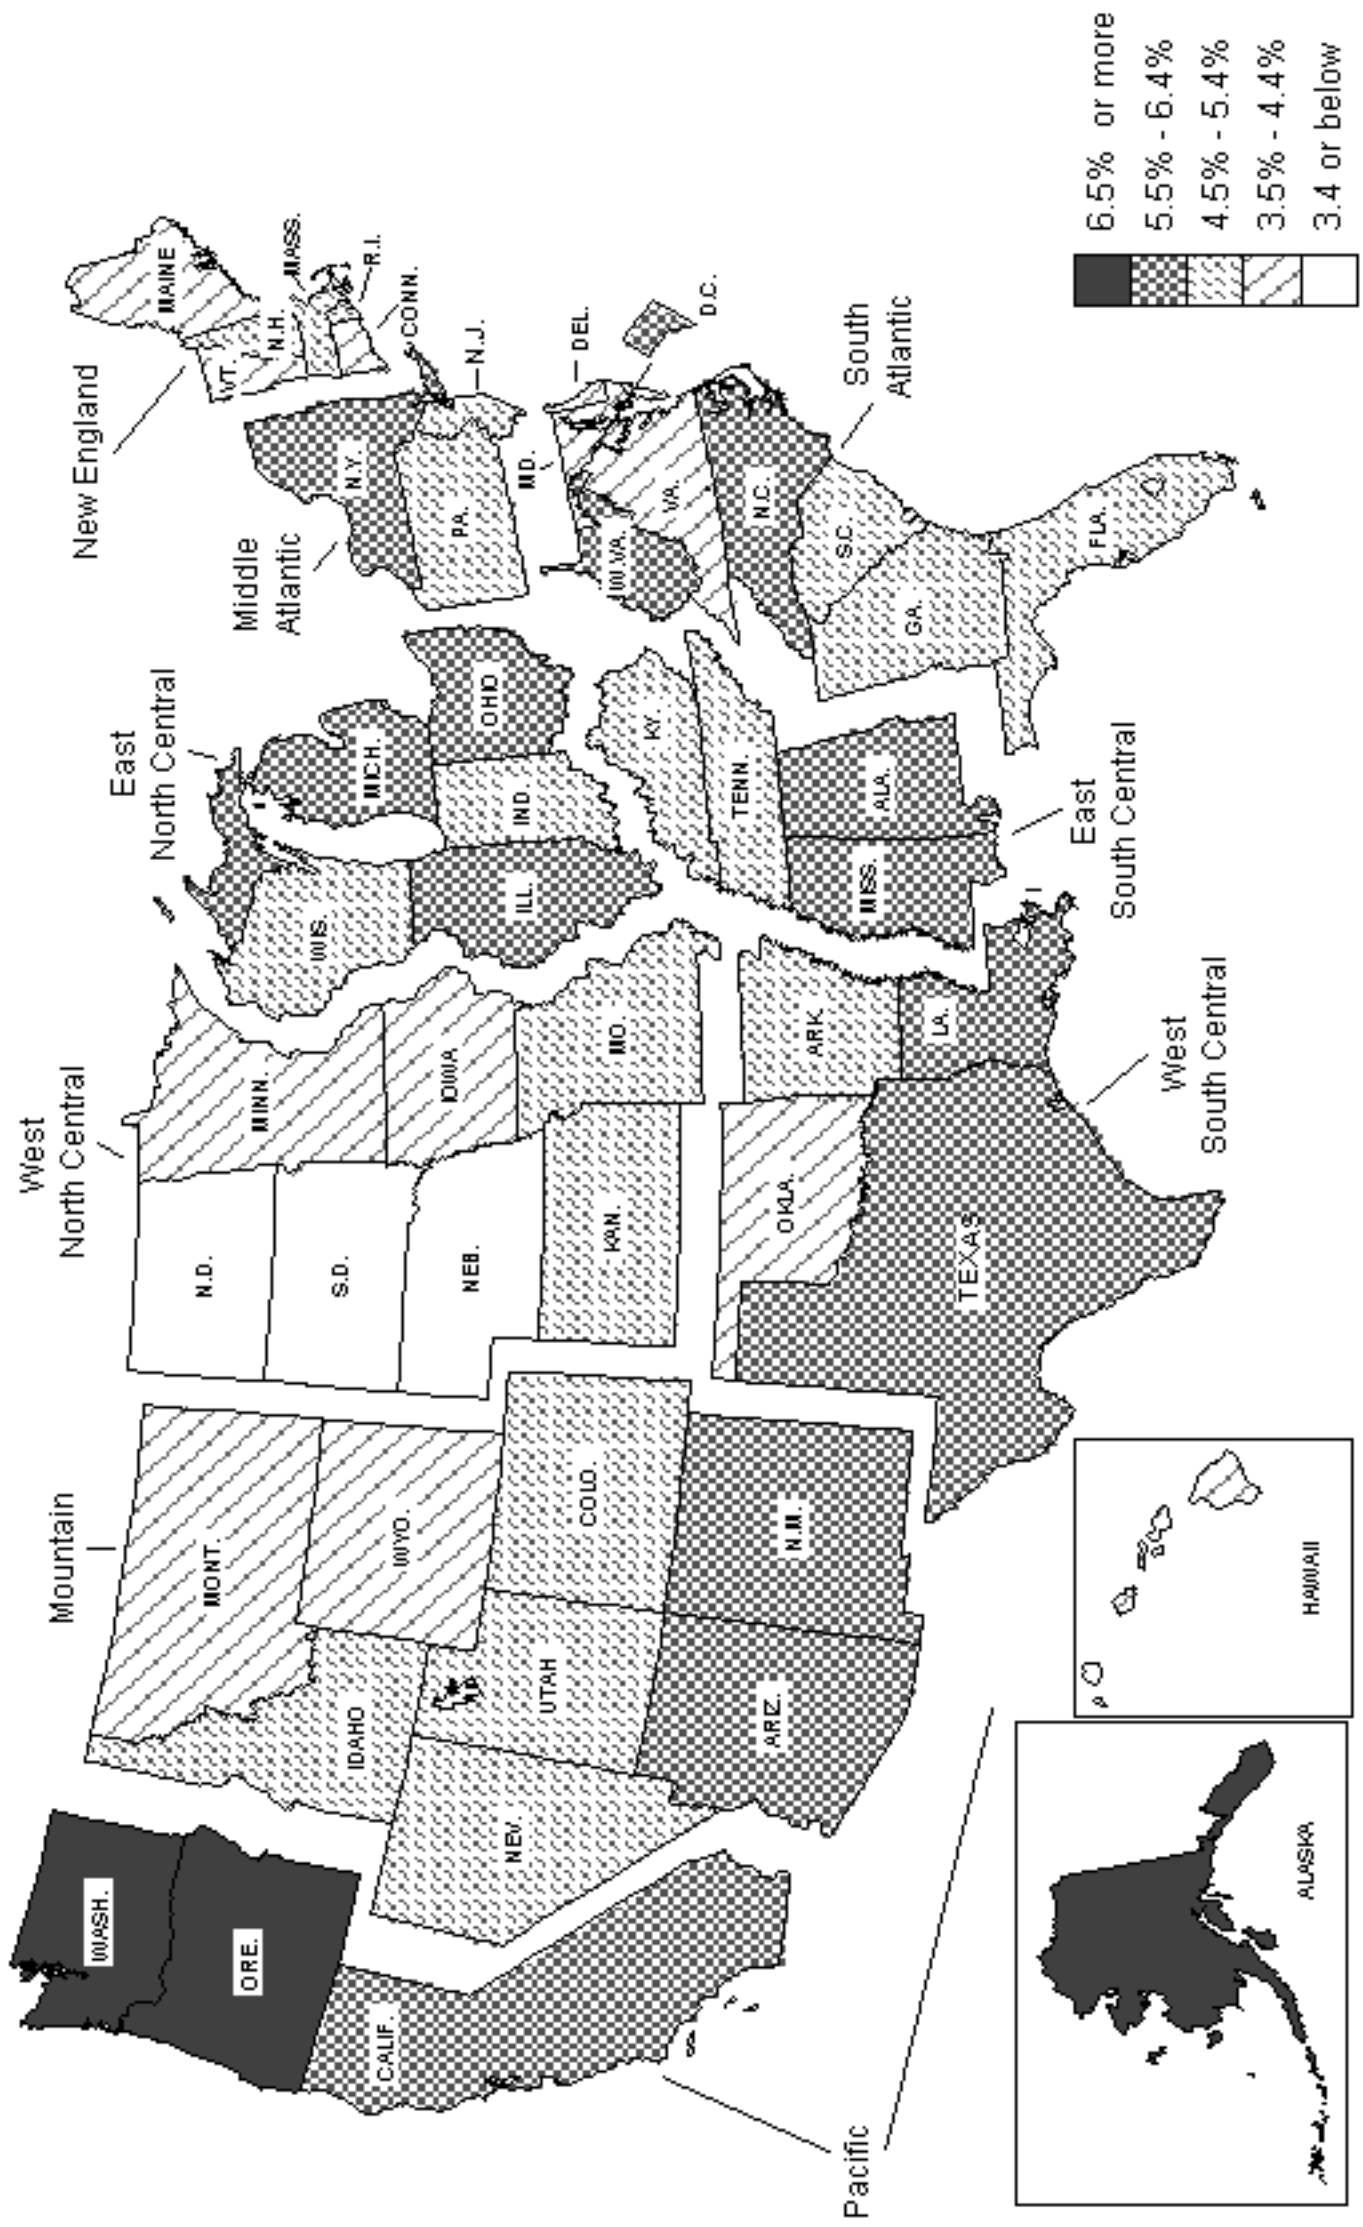 New England
MAINE
VT.
N.H.
MASS.
R.I.
CONN.
Middle
Atlantic
N.Y.
PA.
N.J.
East
North Central
WIS.
MICH.
ILL.
IND.
OHIO
West
North Central
N.D.
S.D.
NEB.
KAN.
MINN.
IOWA
MO.
Mountain
MONT.
IDAHO
WYO.
NEV.
UTAH
COLO.
ARIZ.
N.M.
Pacific
WASH.
ORE.
CALIF.
ALASKA
HAWAII
West
South Central
TEXAS
OKLA.
ARK.
LA.
East
South Central
KY.
TENN.
MISS.
ALA.
South
Atlantic
DEL.
MD.
D.C.
W.VA.
VA.
N.C.
S.C.
GA.
FLA.
6.5% or more
5.5% - 6.4%
4.5% - 5.4%
3.5% - 4.4%
3.4 or below